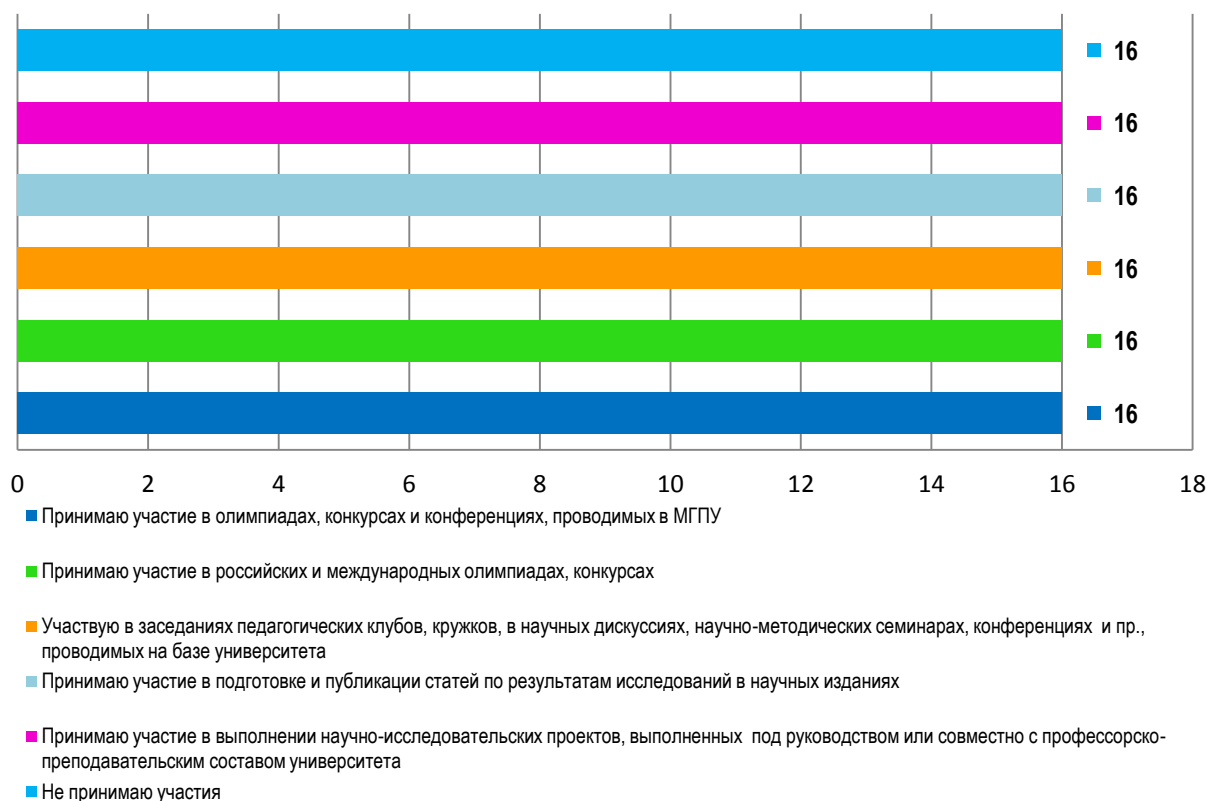 16
16
16
16
16
16
0 2 4 6 8 10 12 14 16 18
Принимаю участие в олимпиадах, конкурсах и конференциях, проводимых в МГПУ
Принимаю участие в российских и международных олимпиадах, конкурсах
Участвую в заседаниях педагогических клубов, кружков, в научных дискуссиях, научно-методических семинарах, конференциях и пр.,
проводимых на базе университета
Принимаю участие в подготовке и публикации статей по результатам исследований в научных изданиях
Принимаю участие в выполнении научно-исследовательских проектов, выполненных под руководством или совместно с профессорско-
преподавательским составом университета
Не принимаю участия